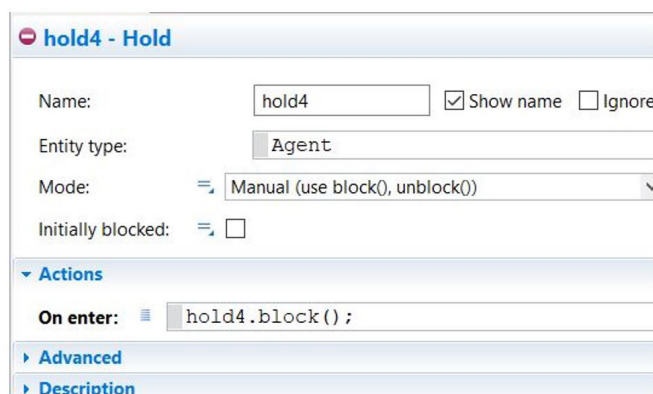 hold4 - Hold
Name: hold4 Show name Ignore
Entity type: Agent
Mode: Manual (use block(), unblock())
Initially blocked:
Actions
On enter: hold4.block();
Advanced
Description